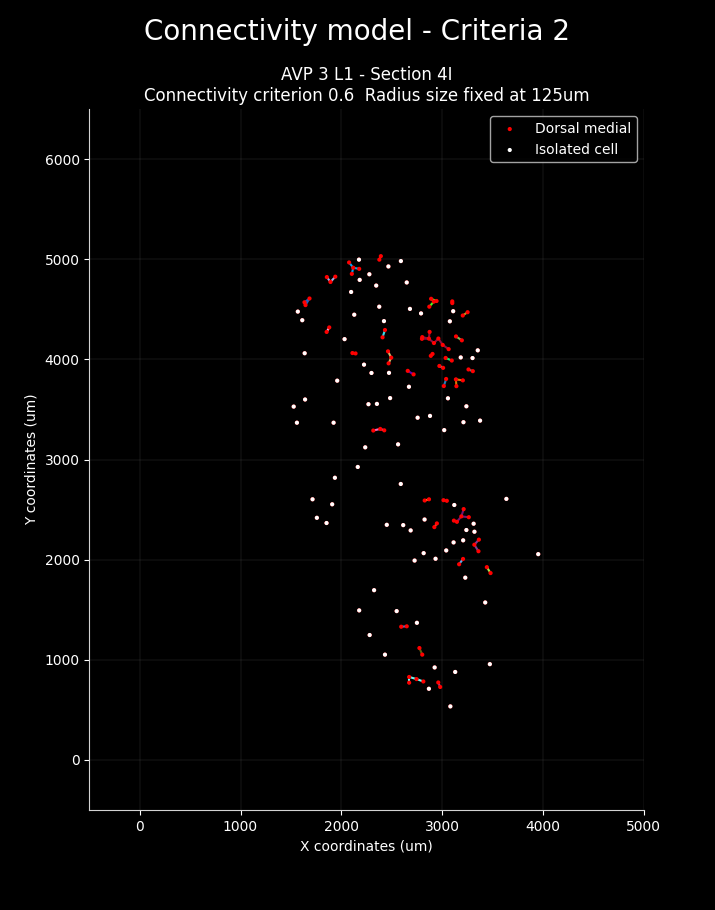 Connectivity model - Criteria 2
AVP 3 L1 - Section 4I
Connectivity criterion 0.6  Radius size fixed at 125um
Dorsal medial
Isolated cell
6000
5000
4000
3000
2000
1000
0
Y coordinates (um)
0 1000 2000 3000 4000 5000
X coordinates (um)